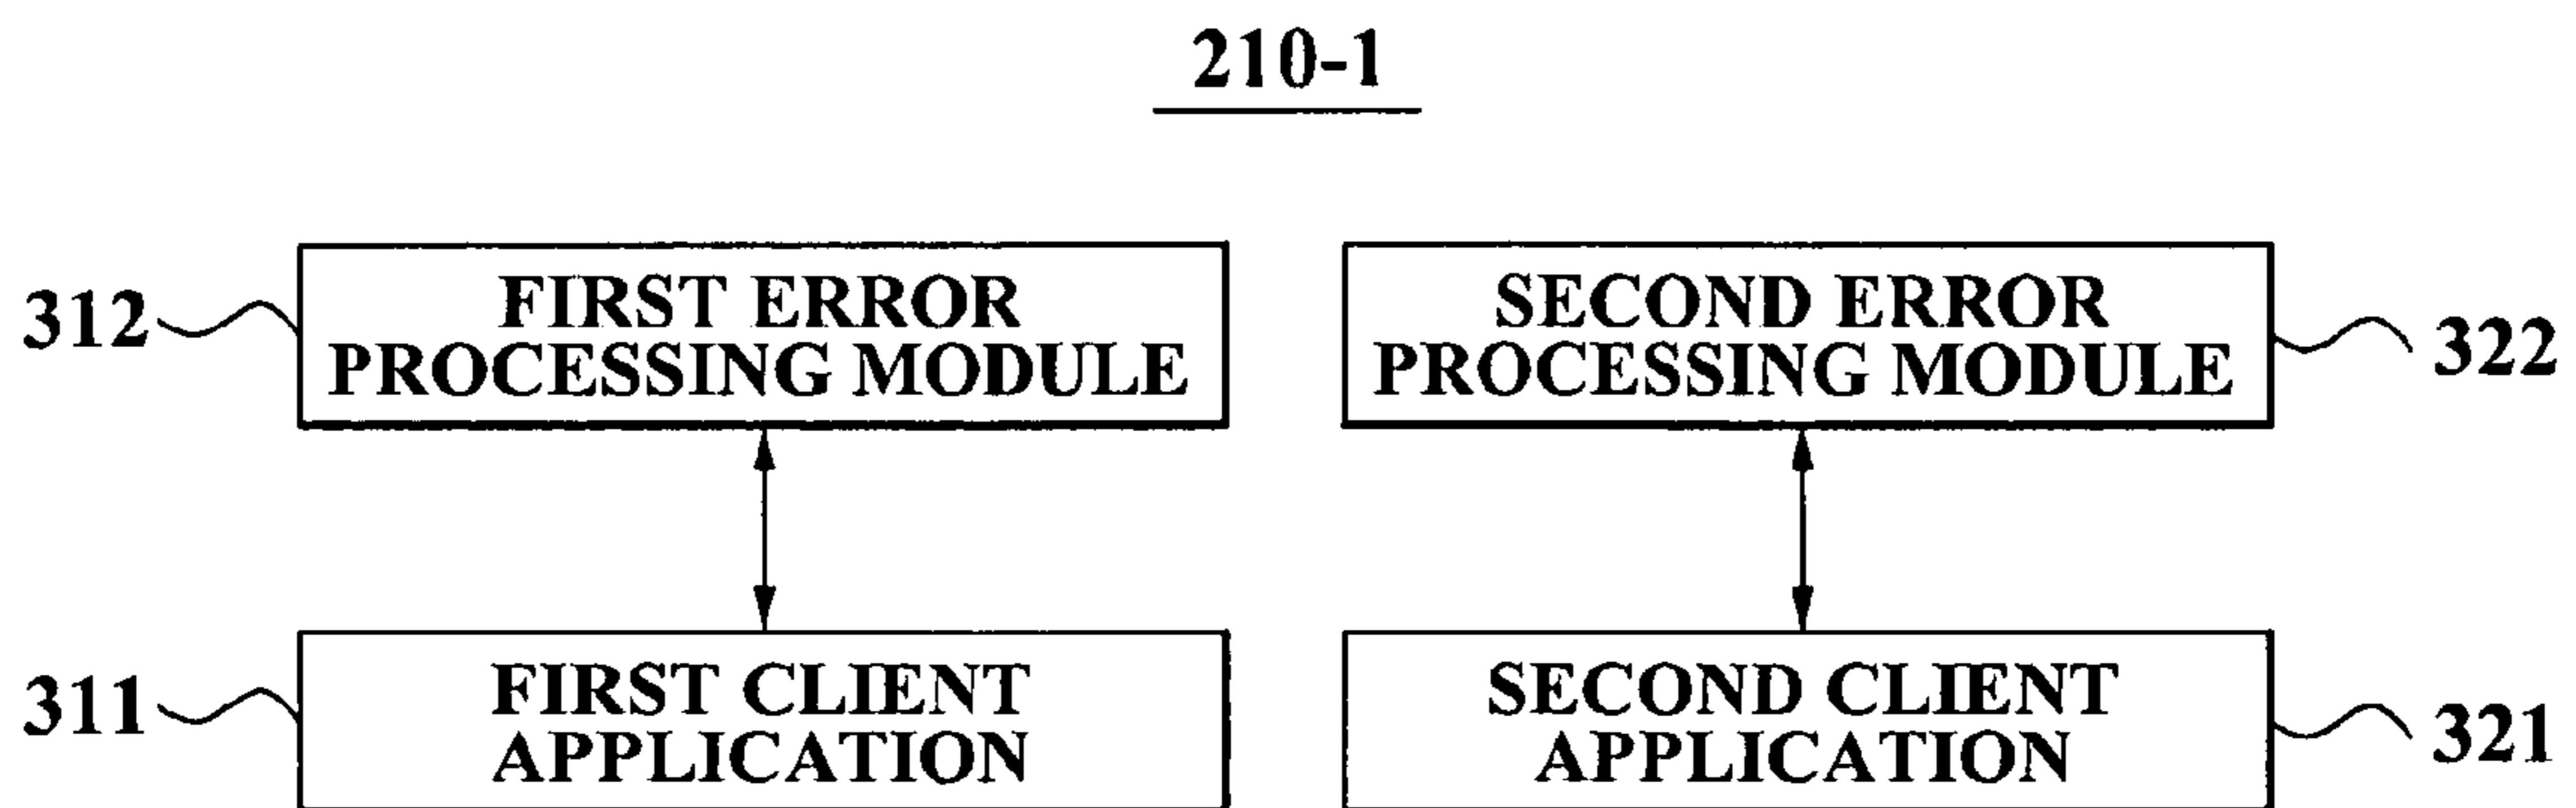 210-1
312
FIRST ERROR
PROCESSING MODULE
SECOND ERROR
PROCESSING MODULE
322
311
FIRST CLIENT
APPLICATION
SECOND CLIENT
APPLICATION
321